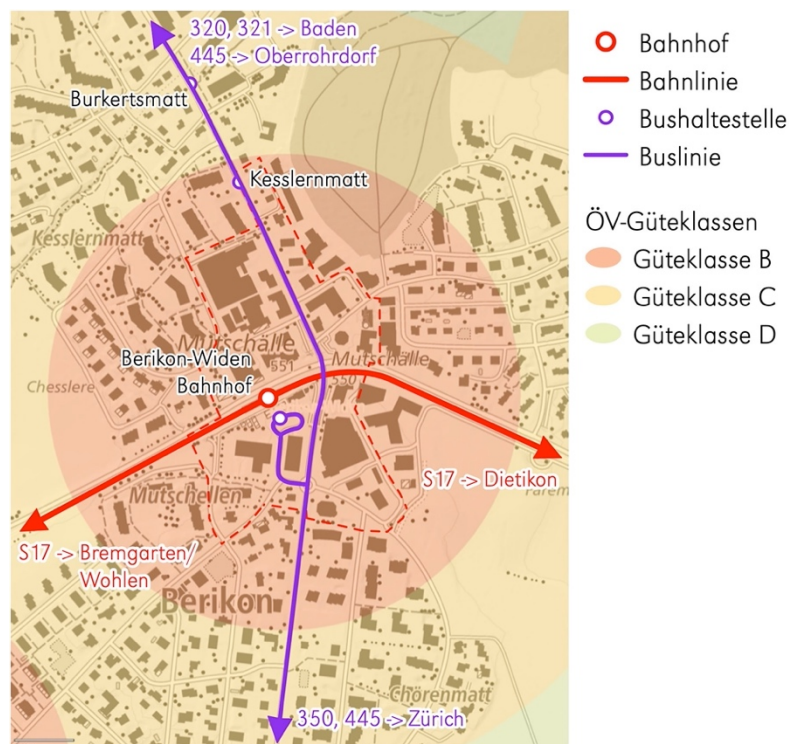 320, 321 -> Baden
445 -> Oberrohrdorf
Burkertsmatt
Kesslernmatt
Kesslernmatt
Mutschälle
551
Berikon-Widen
Bahnhof
Mutschälle
550
Chesslere
S17 -> Dietikon
Mutschellen
S17 -> Bremgarten/
Wohlen
Berikon
Chörenmatt
350, 445 -> Zürich
Bahnhof
Bahnlinie
Bushaltestelle
Buslinie
ÖV-Güteklassen
Güteklasse B
Güteklasse C
Güteklasse D